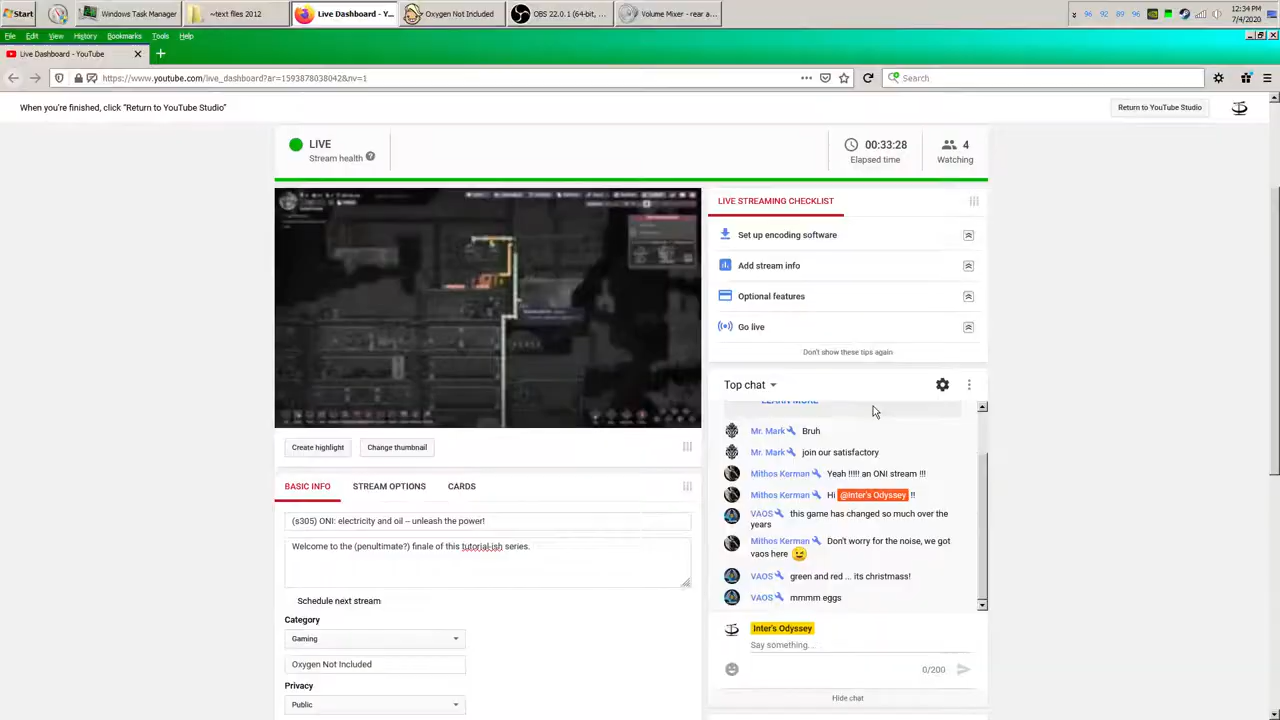 Start
Windows Task Manager
~text files 2012
Live Dashboard - Y...
Oxygen Not Included
OBS 22.0.1 (64-bit, ...
Volume Mixer - rear a...
96 92 89 96
12:34 PM
7/4/2020
File Edit View History Bookmarks Tools Help
Live Dashboard - YouTube
https://www.youtube.com/live_dashboard?ar=1593878038042&nv=1
Search
When you're finished, click "Return to YouTube Studio"
Return to YouTube Studio
LIVE
Stream health
00:33:28
Elapsed time
4
Watching
LIVE STREAMING CHECKLIST
Set up encoding software
Add stream info
Optional features
Go live
Don't show these tips again
Top chat
LEARN MORE
Mr. Mark Bruh
Mr. Mark join our satisfactory
Mithos Kerman Yeah !!!!! an ONI stream !!!
Mithos Kerman Hi @Inter's Odyssey !!
VAOS this game has changed so much over the
years
Mithos Kerman Don't worry for the noise, we got
vaos here
VAOS green and red ... its christmass!
VAOS mmmm eggs
Inter's Odyssey
Say something...
0/200
Hide chat
Create highlight
Change thumbnail
BASIC INFO
STREAM OPTIONS
CARDS
(s305) ONI: electricity and oil -- unleash the power!
Welcome to the (penultimate?) finale of this tutorial-ish series.
Schedule next stream
Category
Gaming
Oxygen Not Included
Privacy
Public